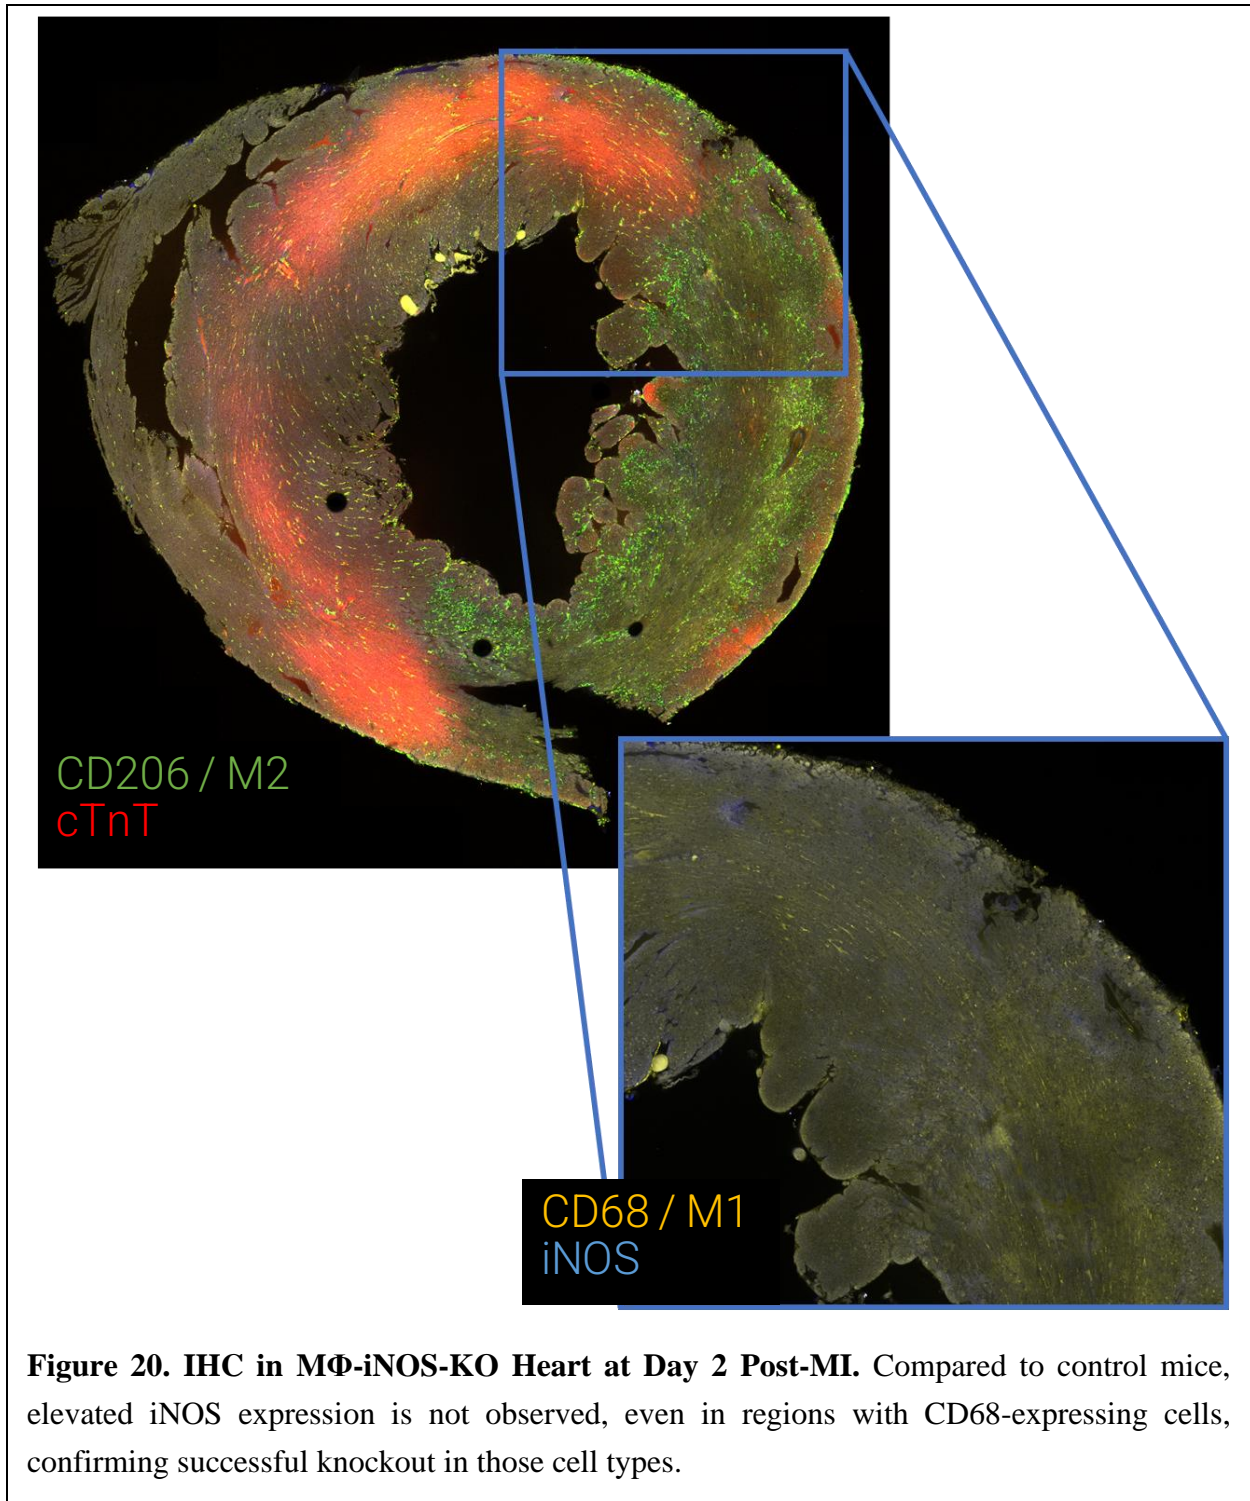 CD206 / M2
cTnT
CD68 / M1
iNOS
Figure 20. IHC in MΦ-iNOS-KO Heart at Day 2 Post-MI. Compared to control mice,
elevated iNOS expression is not observed, even in regions with CD68-expressing cells,
confirming successful knockout in those cell types.